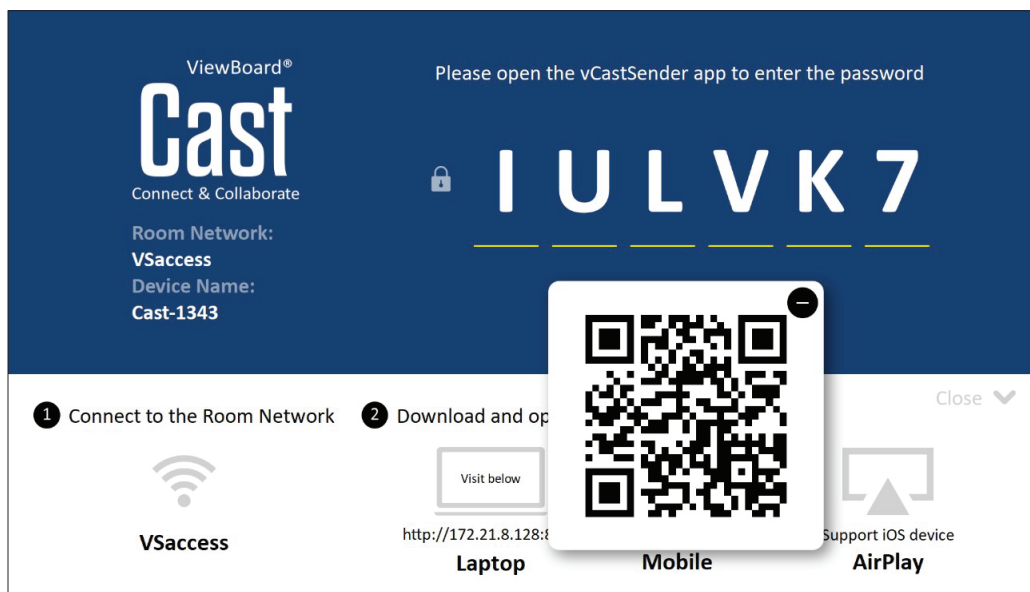 ViewBoard®
Cast
Connect & Collaborate
Room Network:
VSaccess
Device Name:
Cast-1343
Please open the vCastSender app to enter the password
I U L V K 7
1 Connect to the Room Network
VSaccess
2 Download and op
Close
Visit below
http://172.21.8.128:8
Laptop
Mobile
Support iOS device
AirPlay